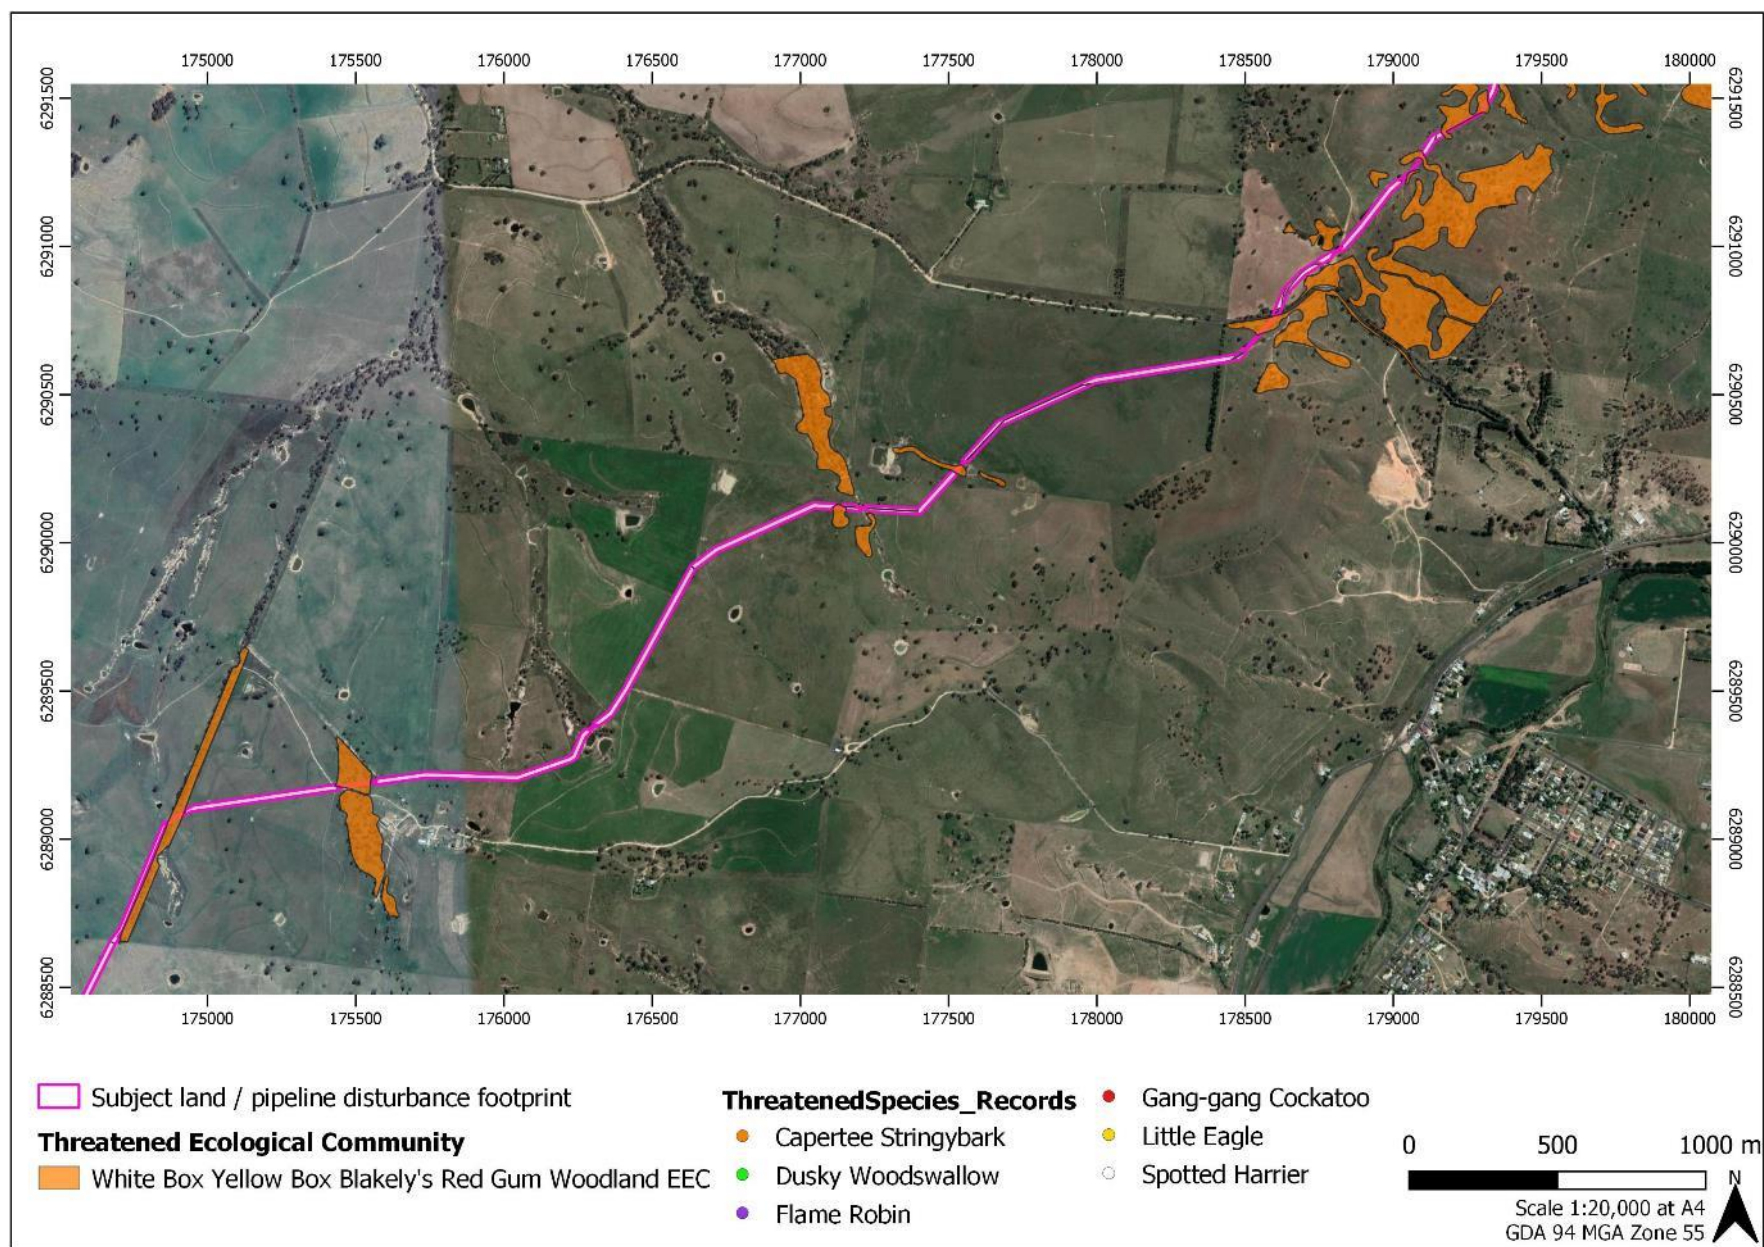 175000 175500 176000 176500 177000 177500 178000 178500 179000 179500 180000
6291500 6291500
6291000 6291000
6290500 6290500
6290000 6290000
6289500 6289500
6289000 6289000
6288500 6288500
175000 175500 176000 176500 177000 177500 178000 178500 179000 179500 180000
Subject land / pipeline disturbance footprint
Threatened Ecological Community
White Box Yellow Box Blakely's Red Gum Woodland EEC
ThreatenedSpecies_Records
Capertee Stringybark
Dusky Woodswallow
Flame Robin
Gang-gang Cockatoo
Little Eagle
Spotted Harrier
0 500 1000 m
N
Scale 1:20,000 at A4
GDA 94 MGA Zone 55